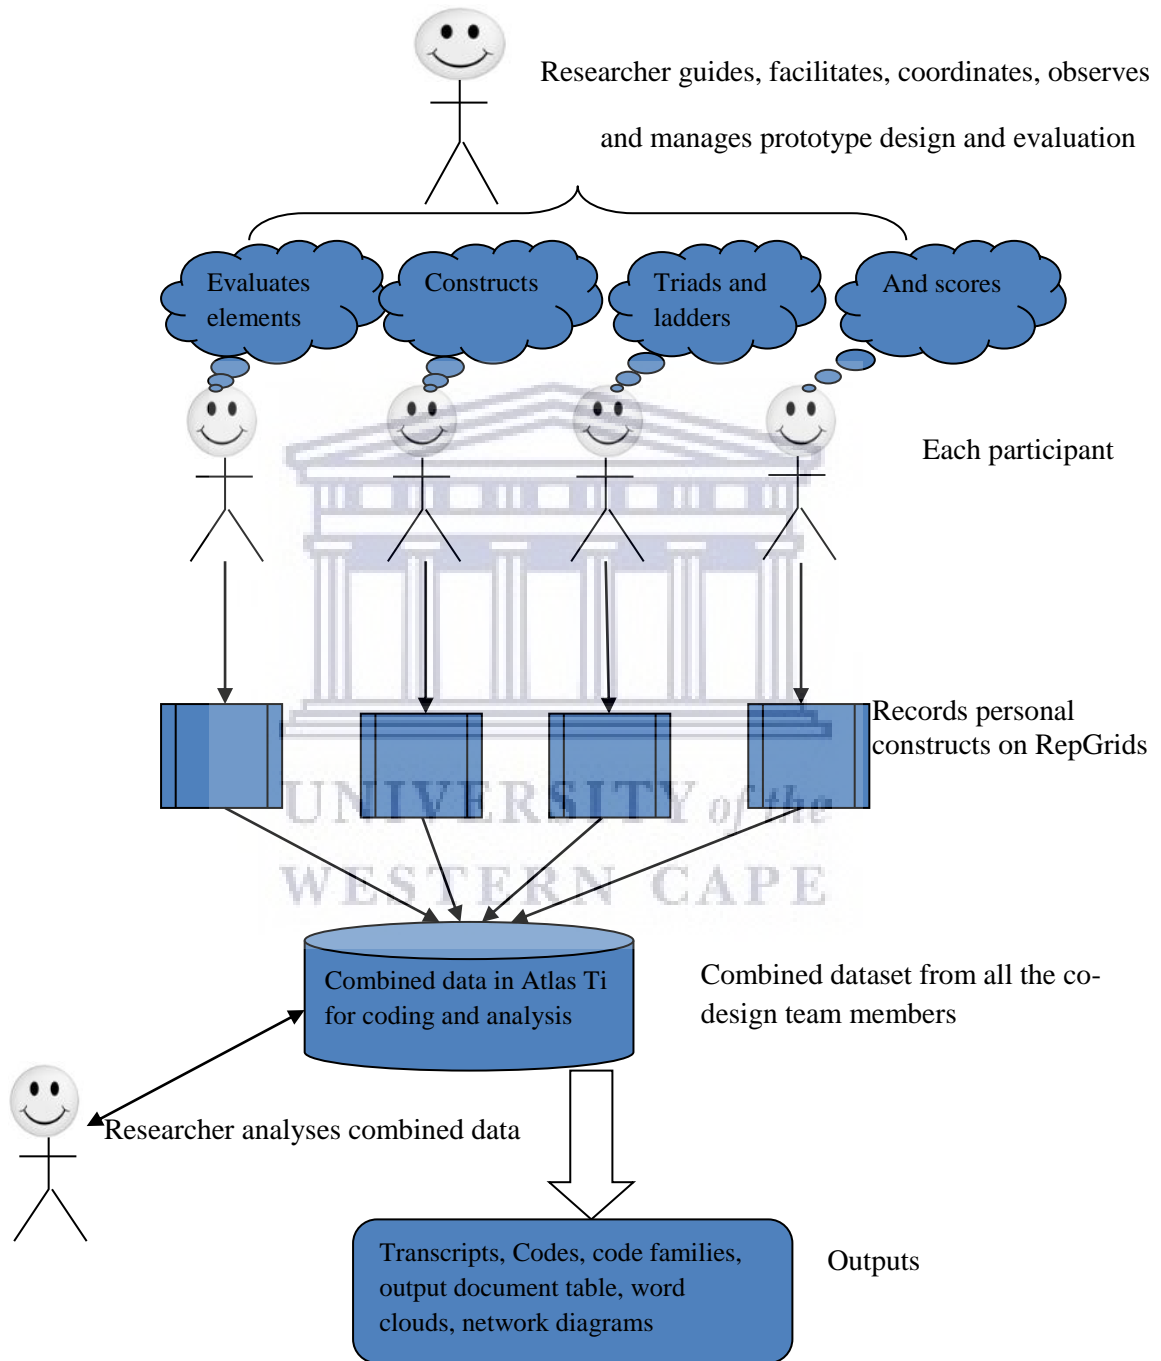 Researcher guides, facilitates, coordinates, observes
and manages prototype design and evaluation
Evaluates
elements
Constructs
Triads and
ladders
And scores
Each participant
Records personal
constructs on RepGrids
UNIVERSITY of the
WESTERN CAPE
Combined data in Atlas Ti
for coding and analysis
Combined dataset from all the co-
design team members
Researcher analyses combined data
Transcripts, Codes, code families,
output document table, word
clouds, network diagrams
Outputs